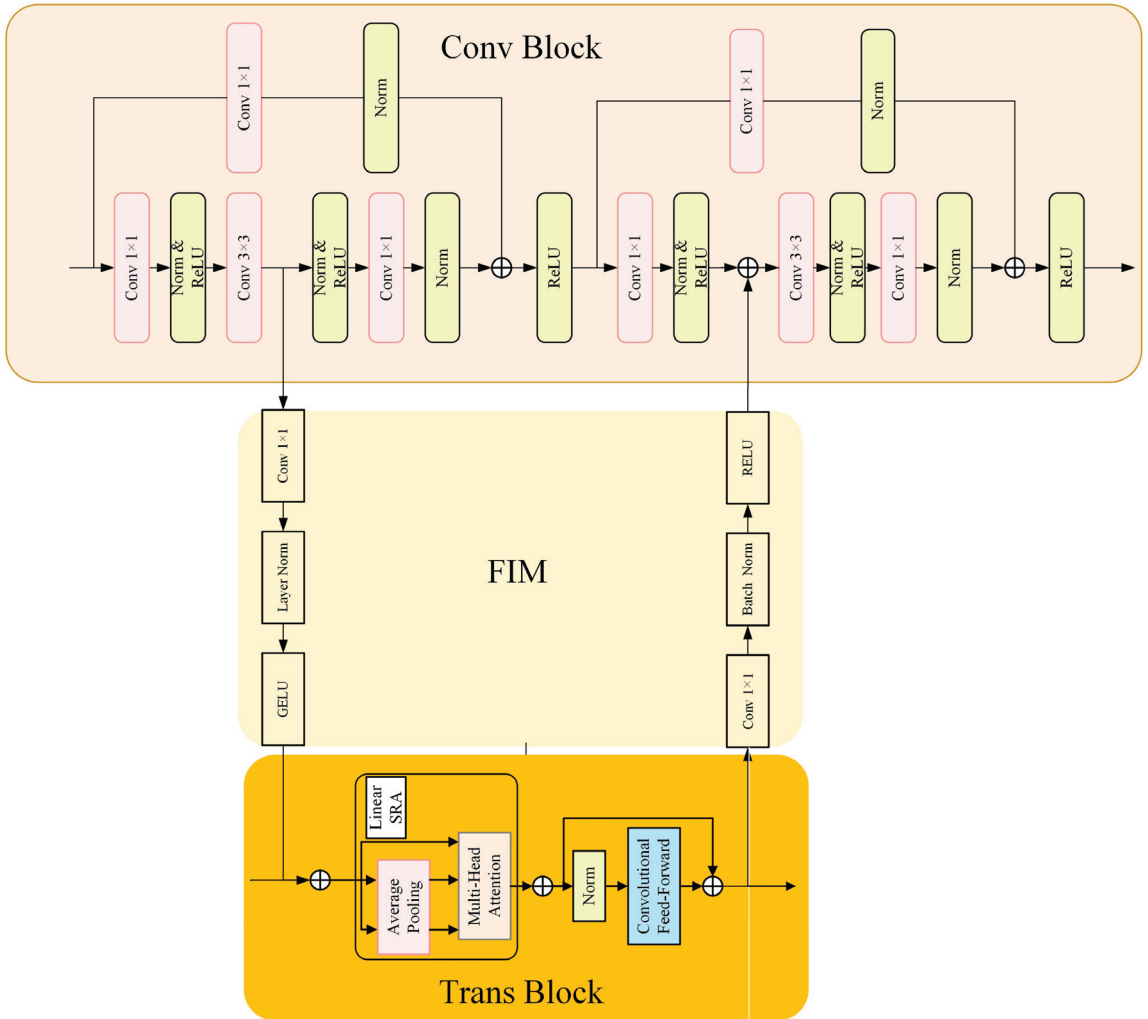 Conv Block
Conv 1×1
Norm
Conv 1×1
Norm
Conv 1×1
Norm &
ReLU
Conv 3×3
Norm &
ReLU
Conv 1×1
Norm
ReLU
Conv 1×1
Norm &
ReLU
Conv 3×3
Norm &
ReLU
Conv 1×1
Norm
ReLU
Conv 1×1
Layer Norm
GELU
FIM
RELU
Batch Norm
Conv 1×1
Linear
SRA
Average
Pooling
Multi-Head
Attention
Norm
Convolutional
Feed-Forward
Trans Block